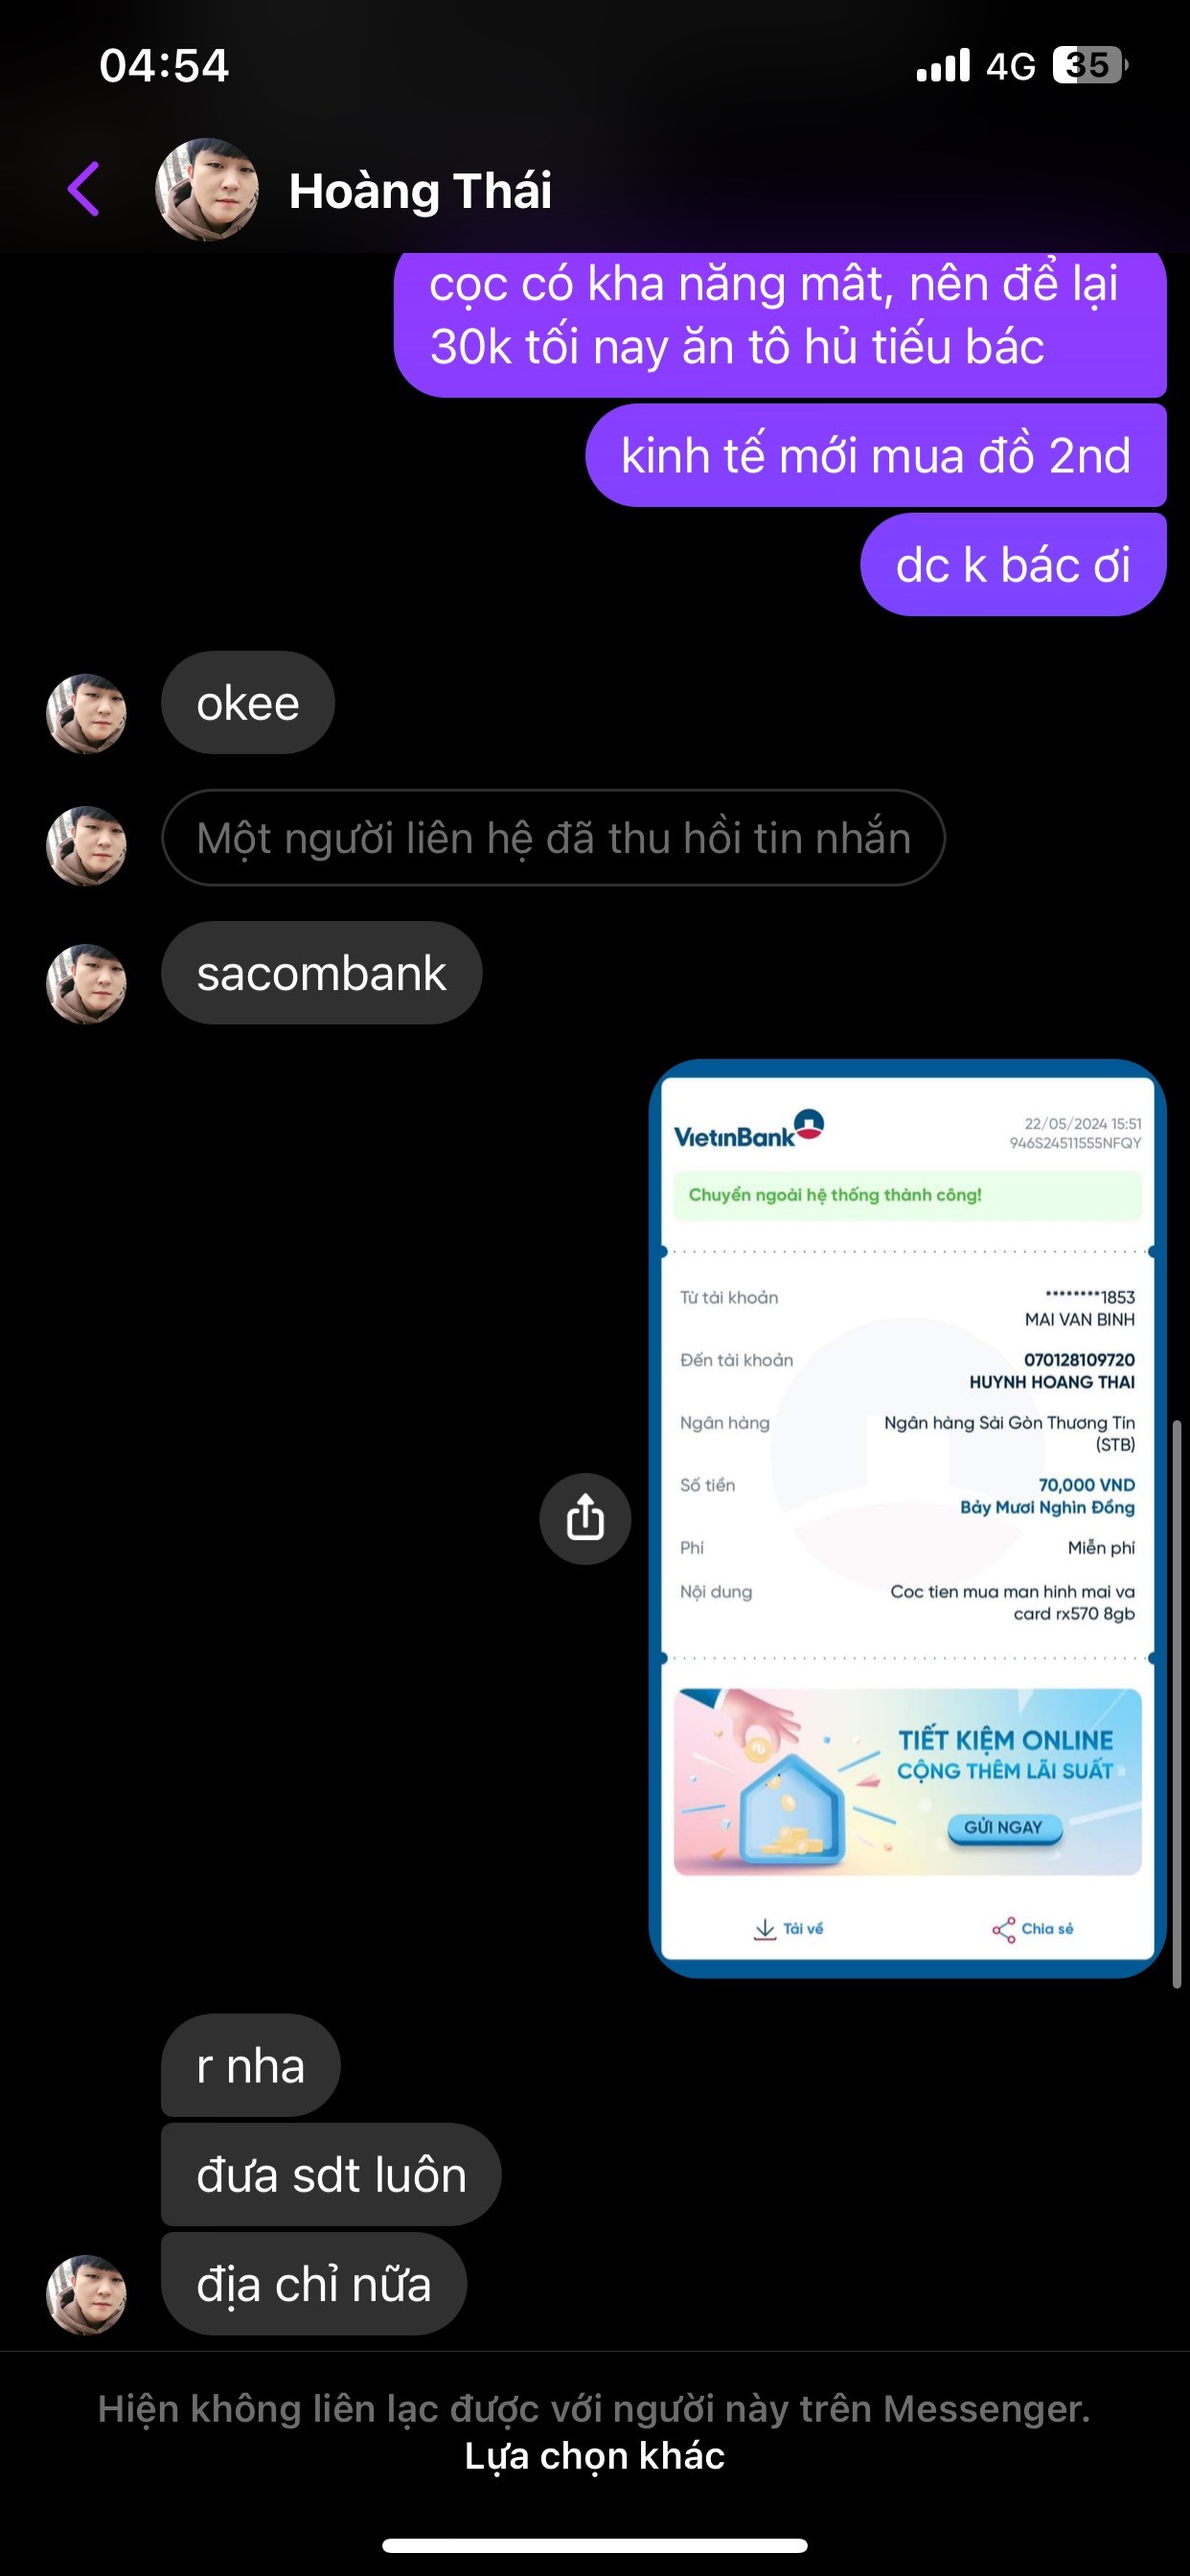 04:54
4G
35
Hoàng Thái
cọc có kha năng mât, nên để lại
30k tối nay ăn tô hủ tiếu bác
kinh tế mới mua đồ 2nd
dc k bác ơi
okee
Một người liên hệ đã thu hồi tin nhắn
sacombank
VietinBank
22/05/2024 15:51
946S24511555NFQY
Chuyển ngoài hệ thống thành công!
Từ tài khoản
********1853
MAI VAN BINH
Đến tài khoản
070128109720
HUYNH HOANG THAI
Ngân hàng
Ngân hàng Sài Gòn Thương Tín
(STB)
Số tiền
70,000 VND
Bảy Mươi Nghìn Đồng
Phí
Miễn phí
Nội dung
Coc tien mua man hinh mai va
card rx570 8gb
TIẾT KIỆM ONLINE
CỘNG THÊM LÃI SUẤT
GỬI NGAY
Tải về
Chia sẻ
r nha
đưa sdt luôn
địa chỉ nữa
Hiện không liên lạc được với người này trên Messenger.
Lựa chọn khác